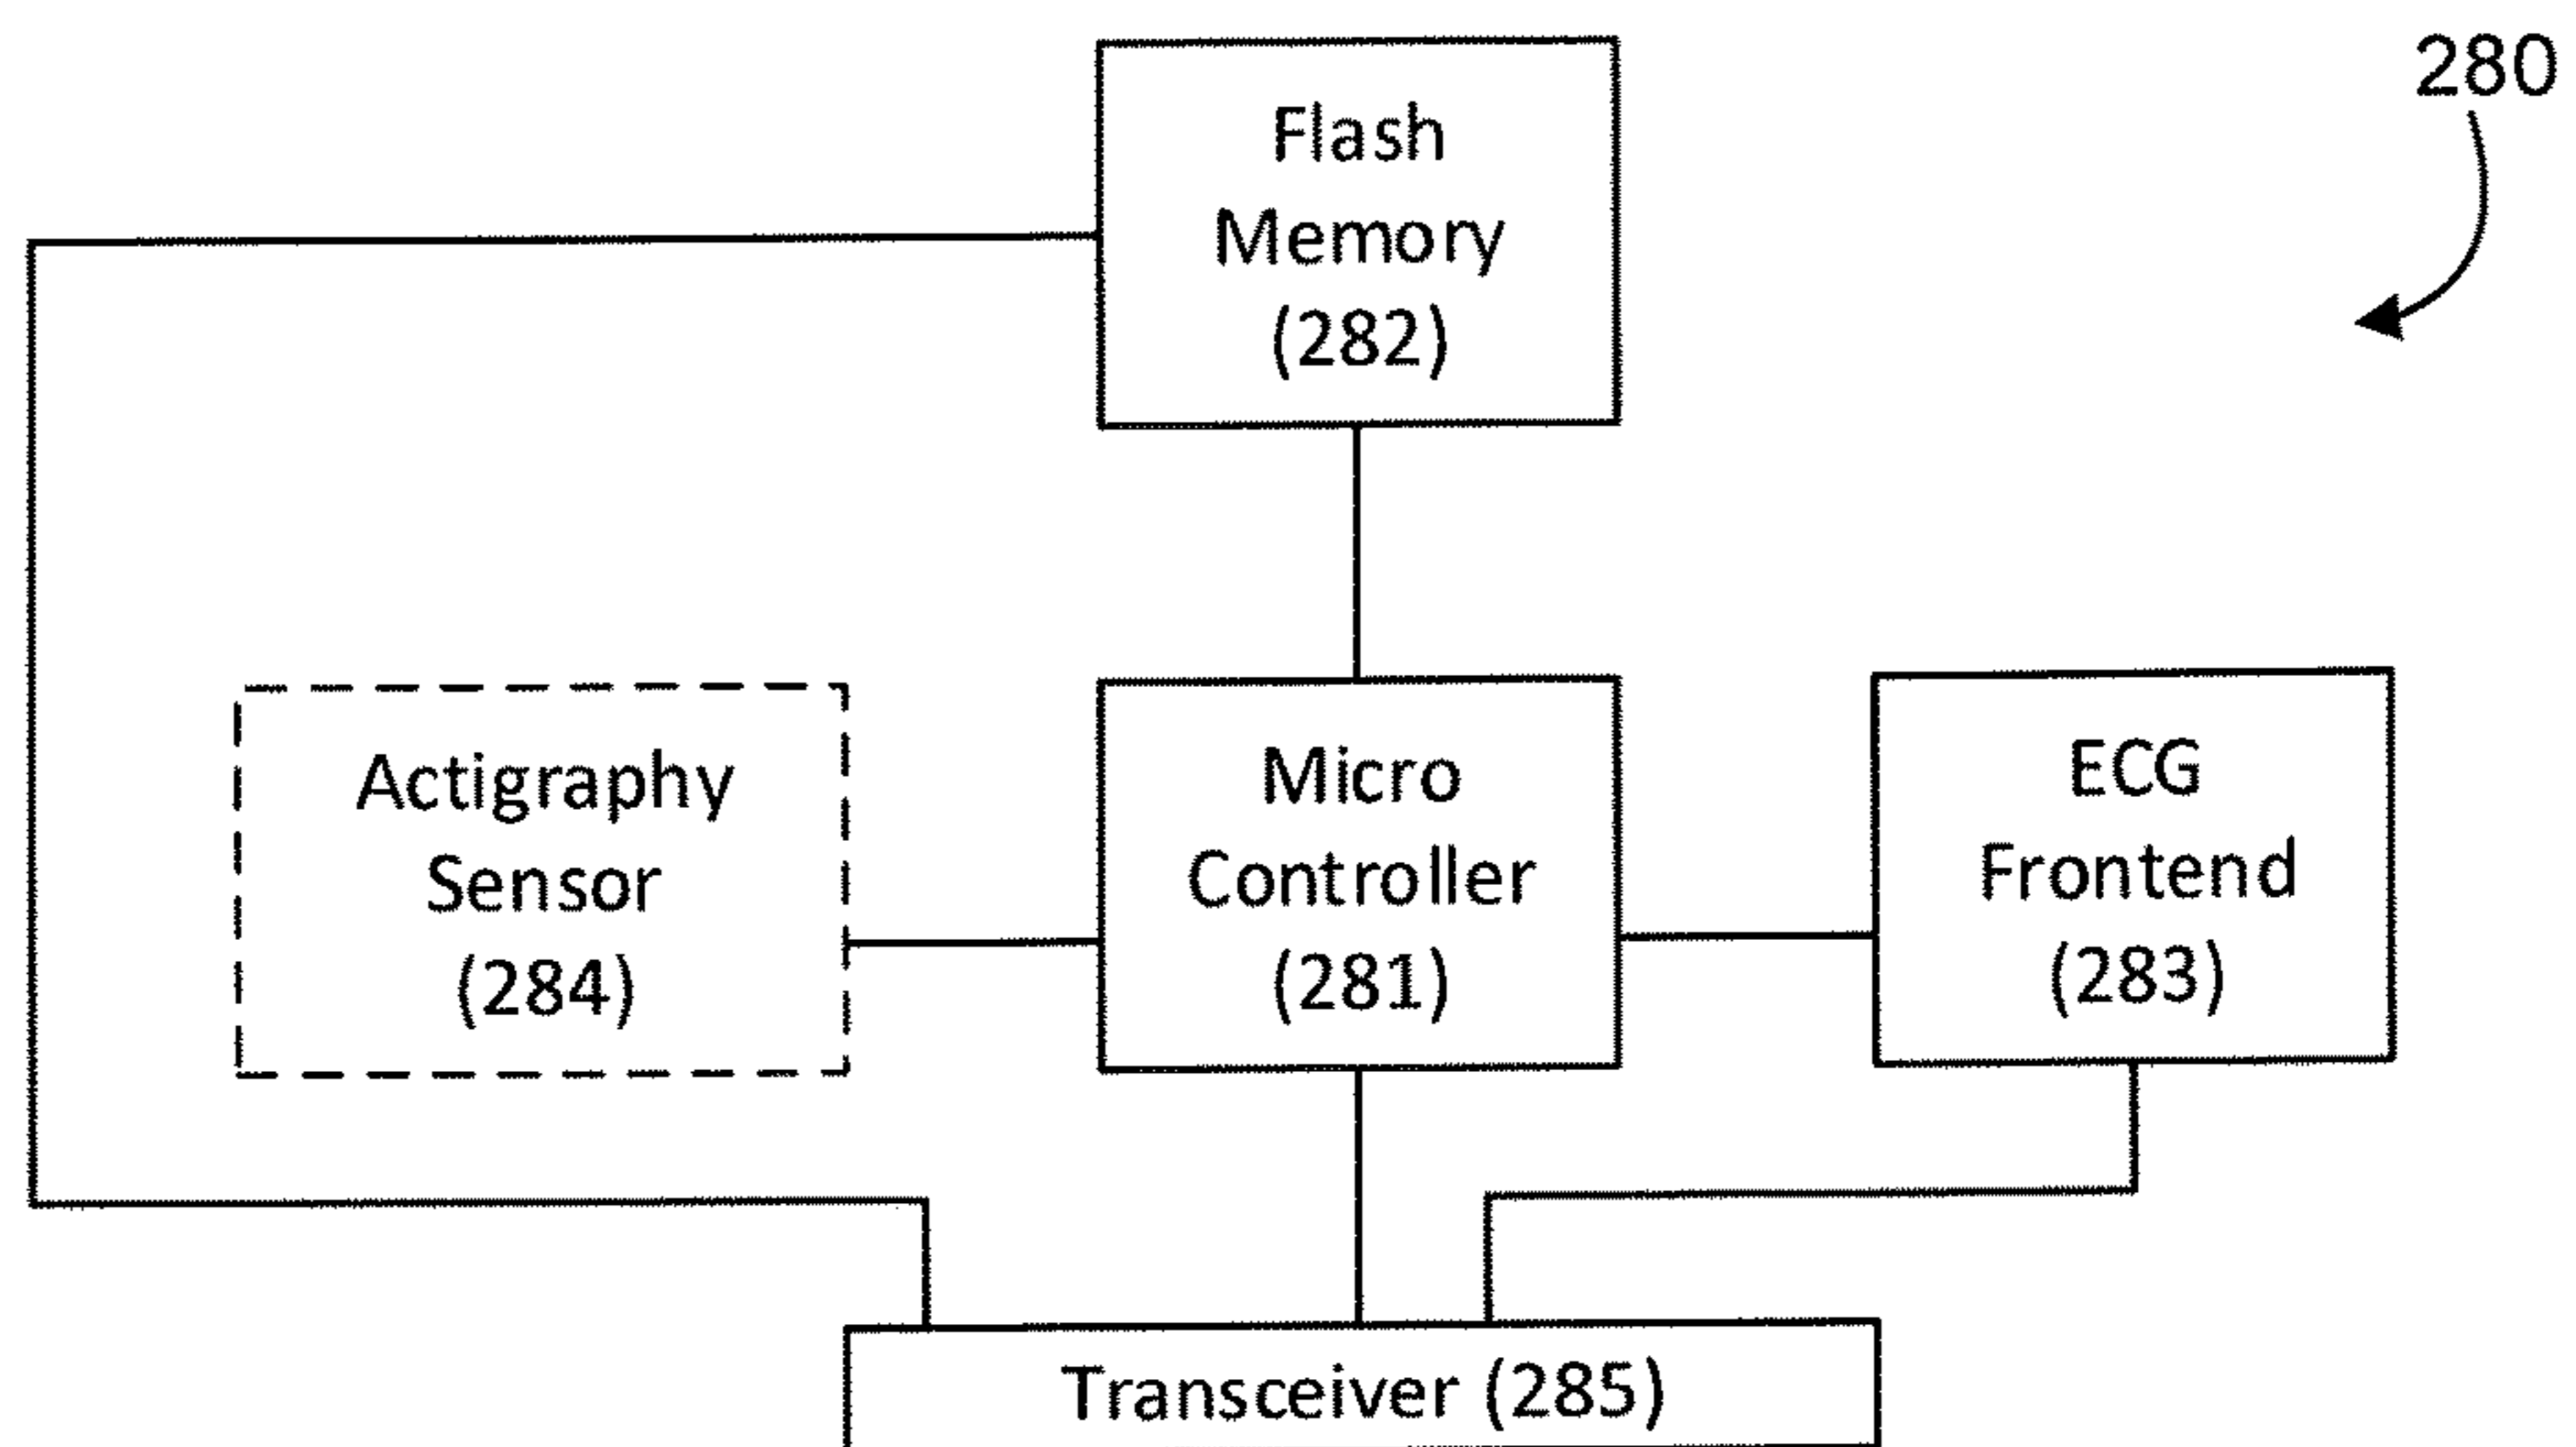 280
Flash
Memory
(282)
Actigraphy
Sensor
(284)
Micro
Controller
(281)
ECG
Frontend
(283)
Transceiver (285)